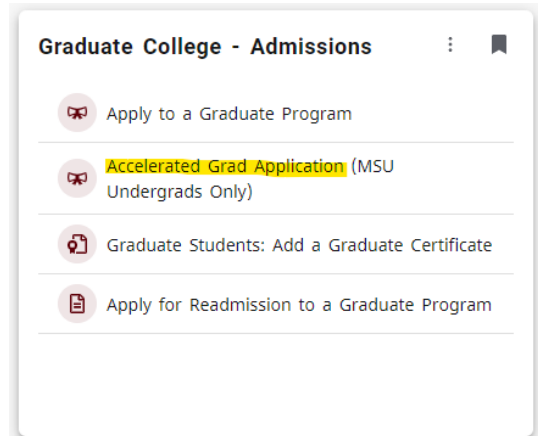 Graduate College - Admissions
Apply to a Graduate Program
Accelerated Grad Application (MSU
Undergrads Only)
Graduate Students: Add a Graduate Certificate
Apply for Readmission to a Graduate Program